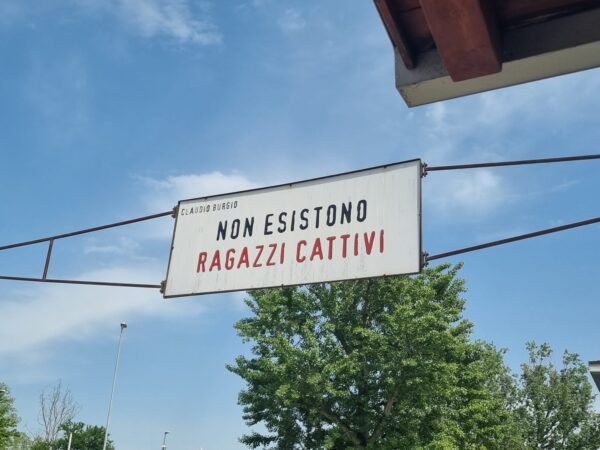 CLAUDIO BURGIO
NON ESISTONO
RAGAZZI CATTIVI